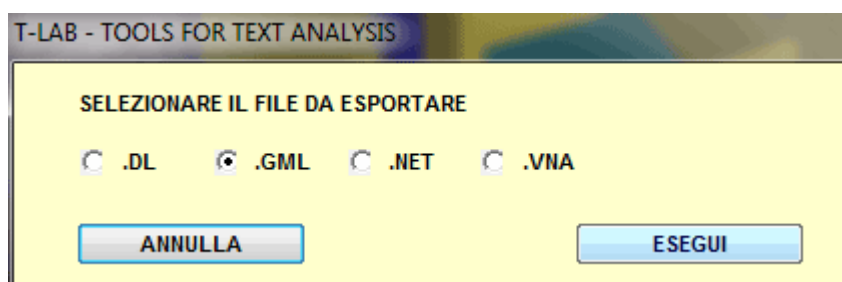 T-LAB - TOOLS FOR TEXT ANALYSIS
SELEZIONARE IL FILE DA ESPORTARE
.DL .GML .NET .VNA
ANNULLA ESEGUI